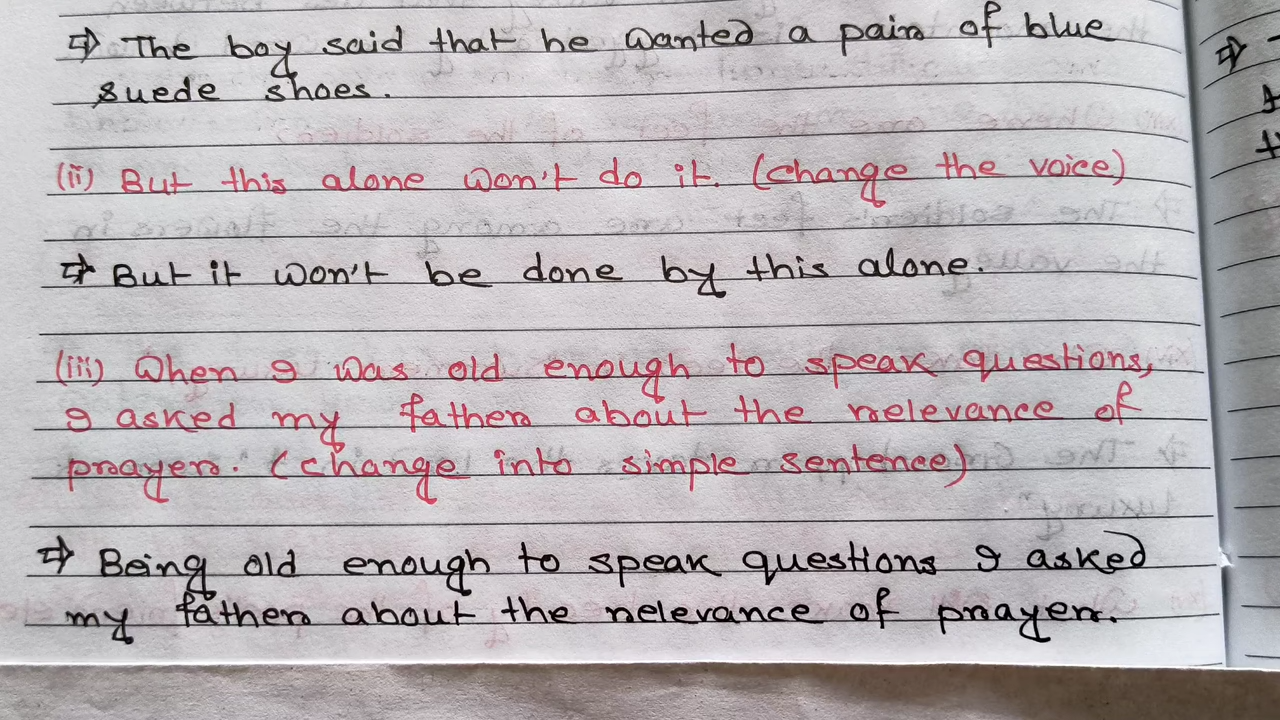 ⇒ The boy said that he wanted a pair of blue
suede shoes.
(ii) But this alone won't do it. (change the voice)
⇒ But it won't be done by this alone.
(iii) When I was old enough to speak questions,
I asked my father about the relevance of
prayer. (change into simple sentence)
⇒ Being old enough to speak questions I asked
my father about the relevance of prayer.